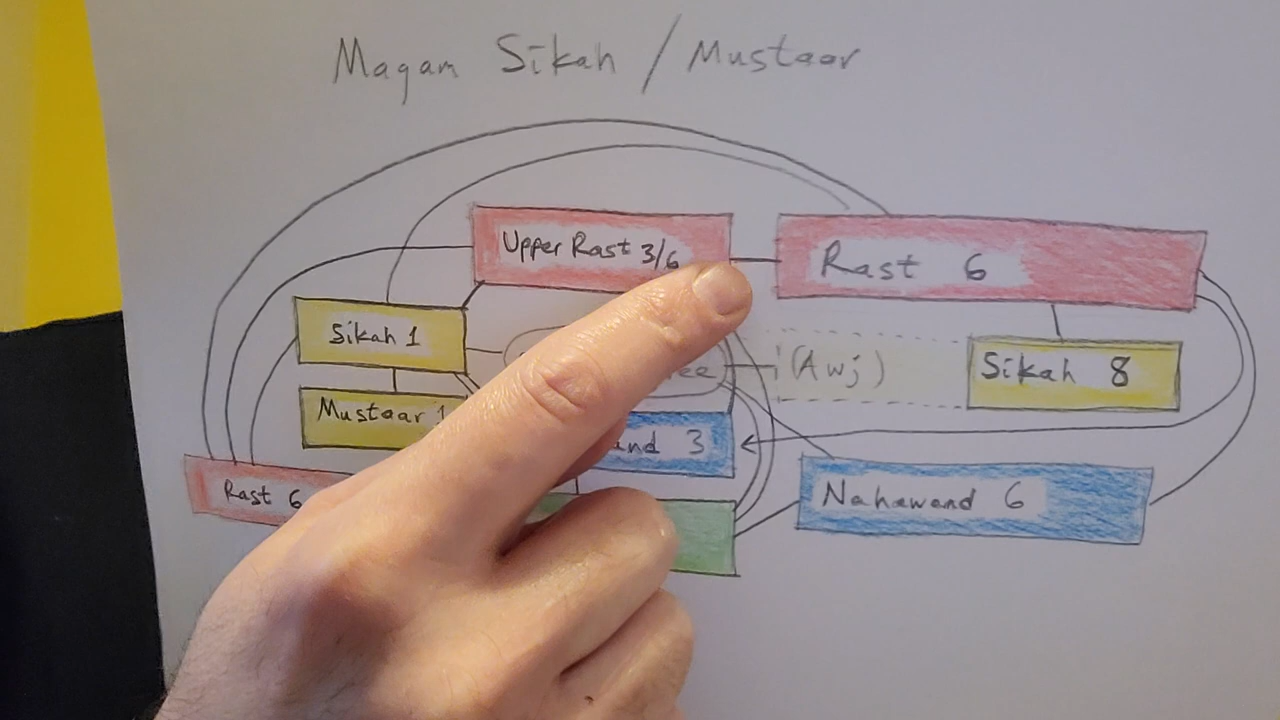 Maqam Sikah / Mustaar
Upper Rast 3/6
Rast 6
Sikah 1
(Awj)
Sikah 8
Mustaar 1
3
Rast 6
Nahawand 6